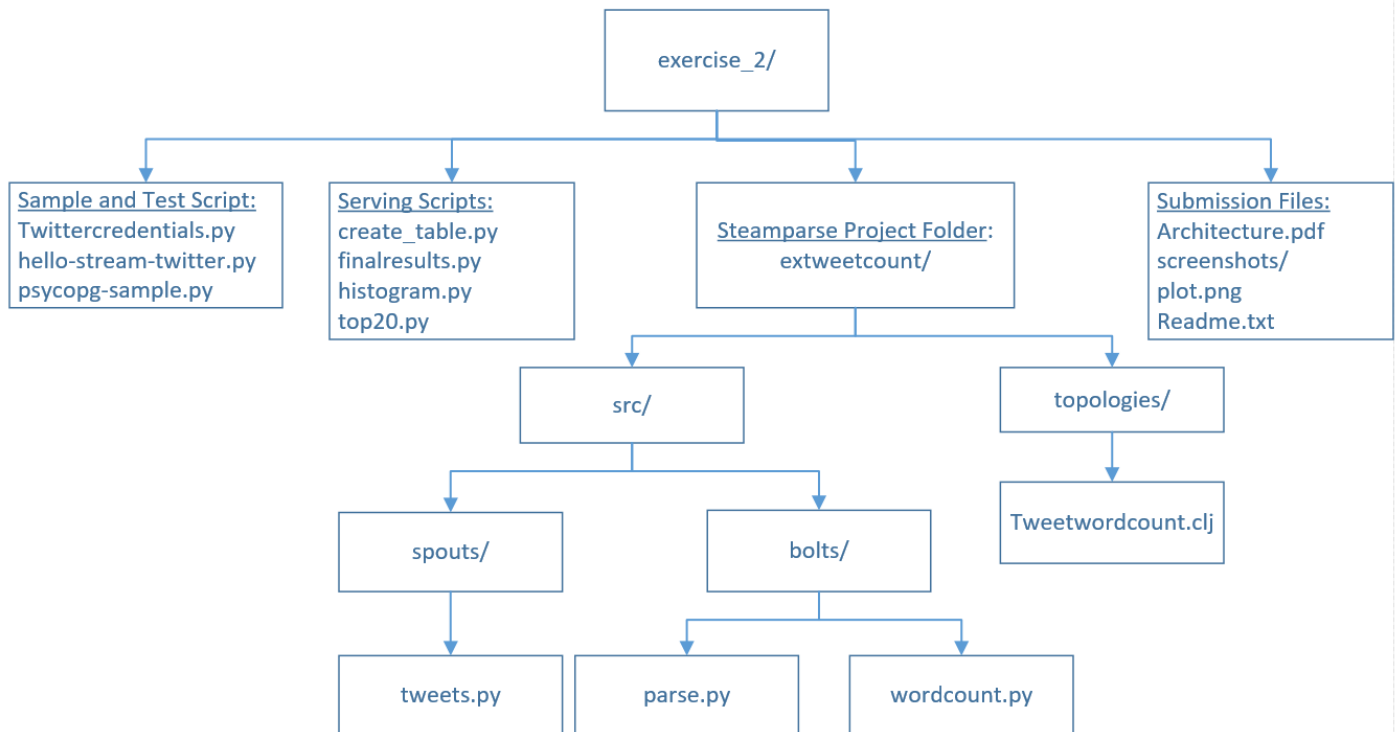 exercise_2/
Sample and Test Script:
Twittercredentials.py
hello-stream-twitter.py
psycopg-sample.py
Serving Scripts:
create_table.py
finalresults.py
histogram.py
top20.py
Steamparse Project Folder:
extweetcount/
Submission Files:
Architecture.pdf
screenshots/
plot.png
Readme.txt
src/
topologies/
spouts/
bolts/
Tweetwordcount.clj
tweets.py
parse.py
wordcount.py